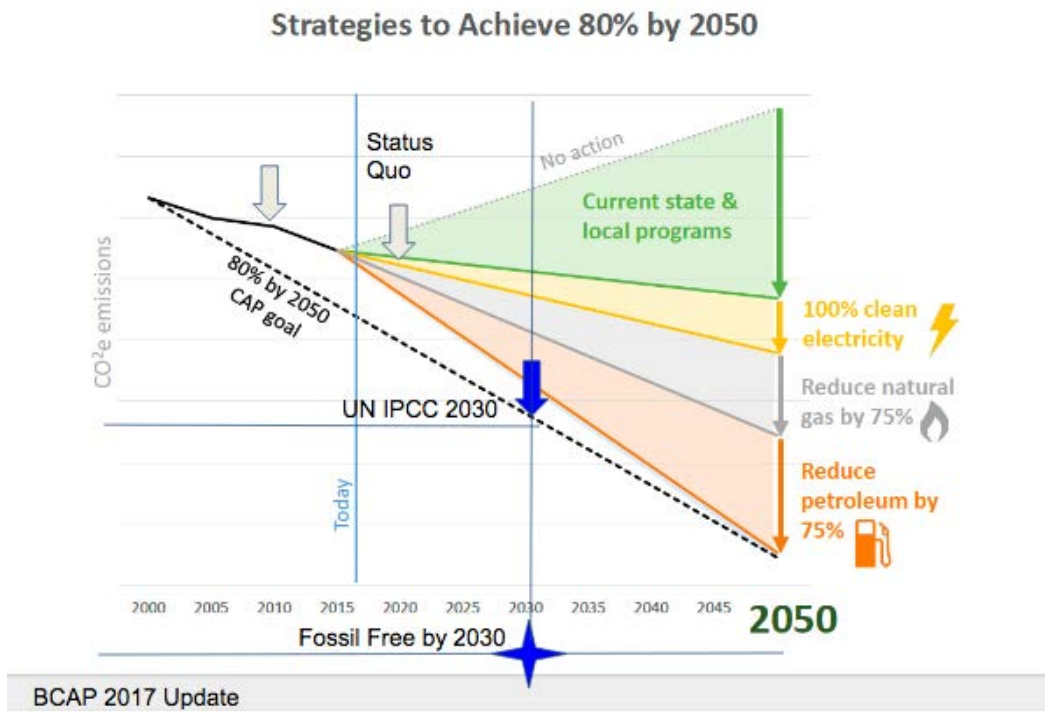 Strategies to Achieve 80% by 2050
Status
Quo
No action
Current state &
local programs
CO²e emissions
80% by 2050
CAP goal
100% clean
electricity
UN IPCC 2030
Reduce natural
gas by 75%
Today
Reduce
petroleum by
75%
2000 2005 2010 2015 2020 2025 2030 2035 2040 2045 2050
Fossil Free by 2030
BCAP 2017 Update